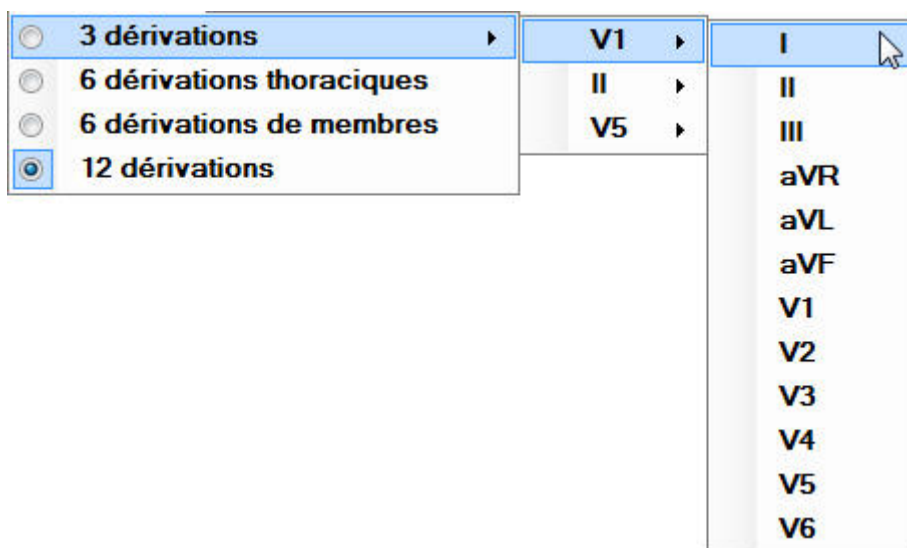 3 dérivations
6 dérivations thoraciques
6 dérivations de membres
12 dérivations
V1
II
V5
I
II
III
aVR
aVL
aVF
V1
V2
V3
V4
V5
V6